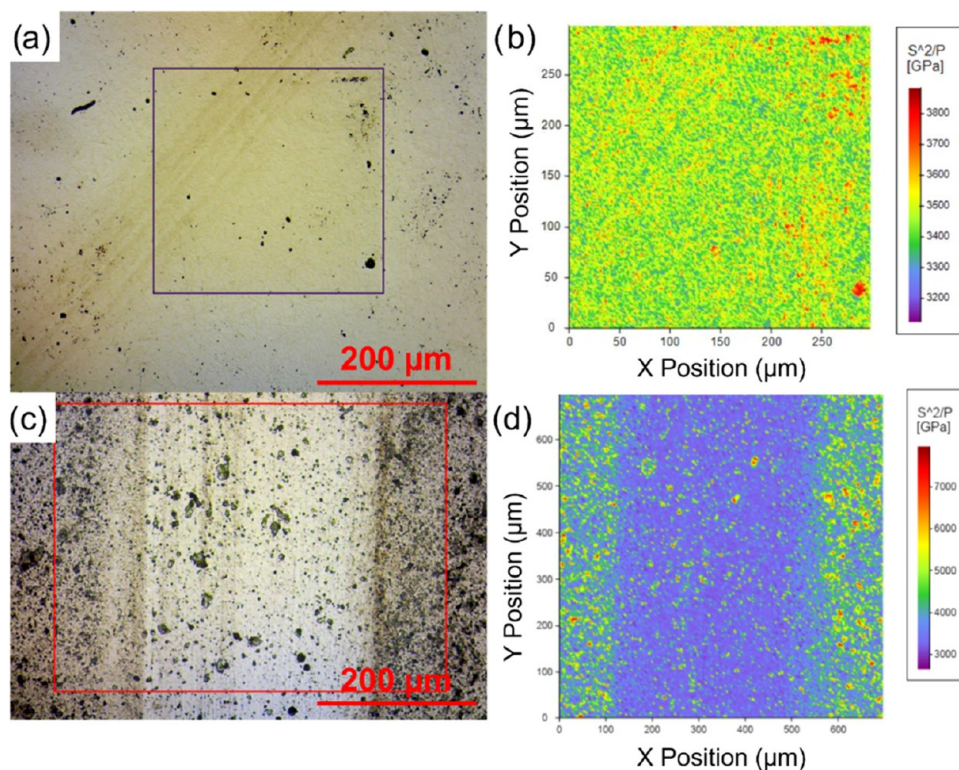 (a)
200 µm
(b)
Y Position (µm)
250
200
150
100
50
0
0 50 100 150 200 250
X Position (µm)
S^2/P
[GPa]
3800
3700
3600
3500
3400
3300
3200
(c)
200 µm
(d)
Y Position (µm)
600
500
400
300
200
100
0
0 100 200 300 400 500 600
X Position (µm)
S^2/P
[GPa]
7000
6000
5000
4000
3000